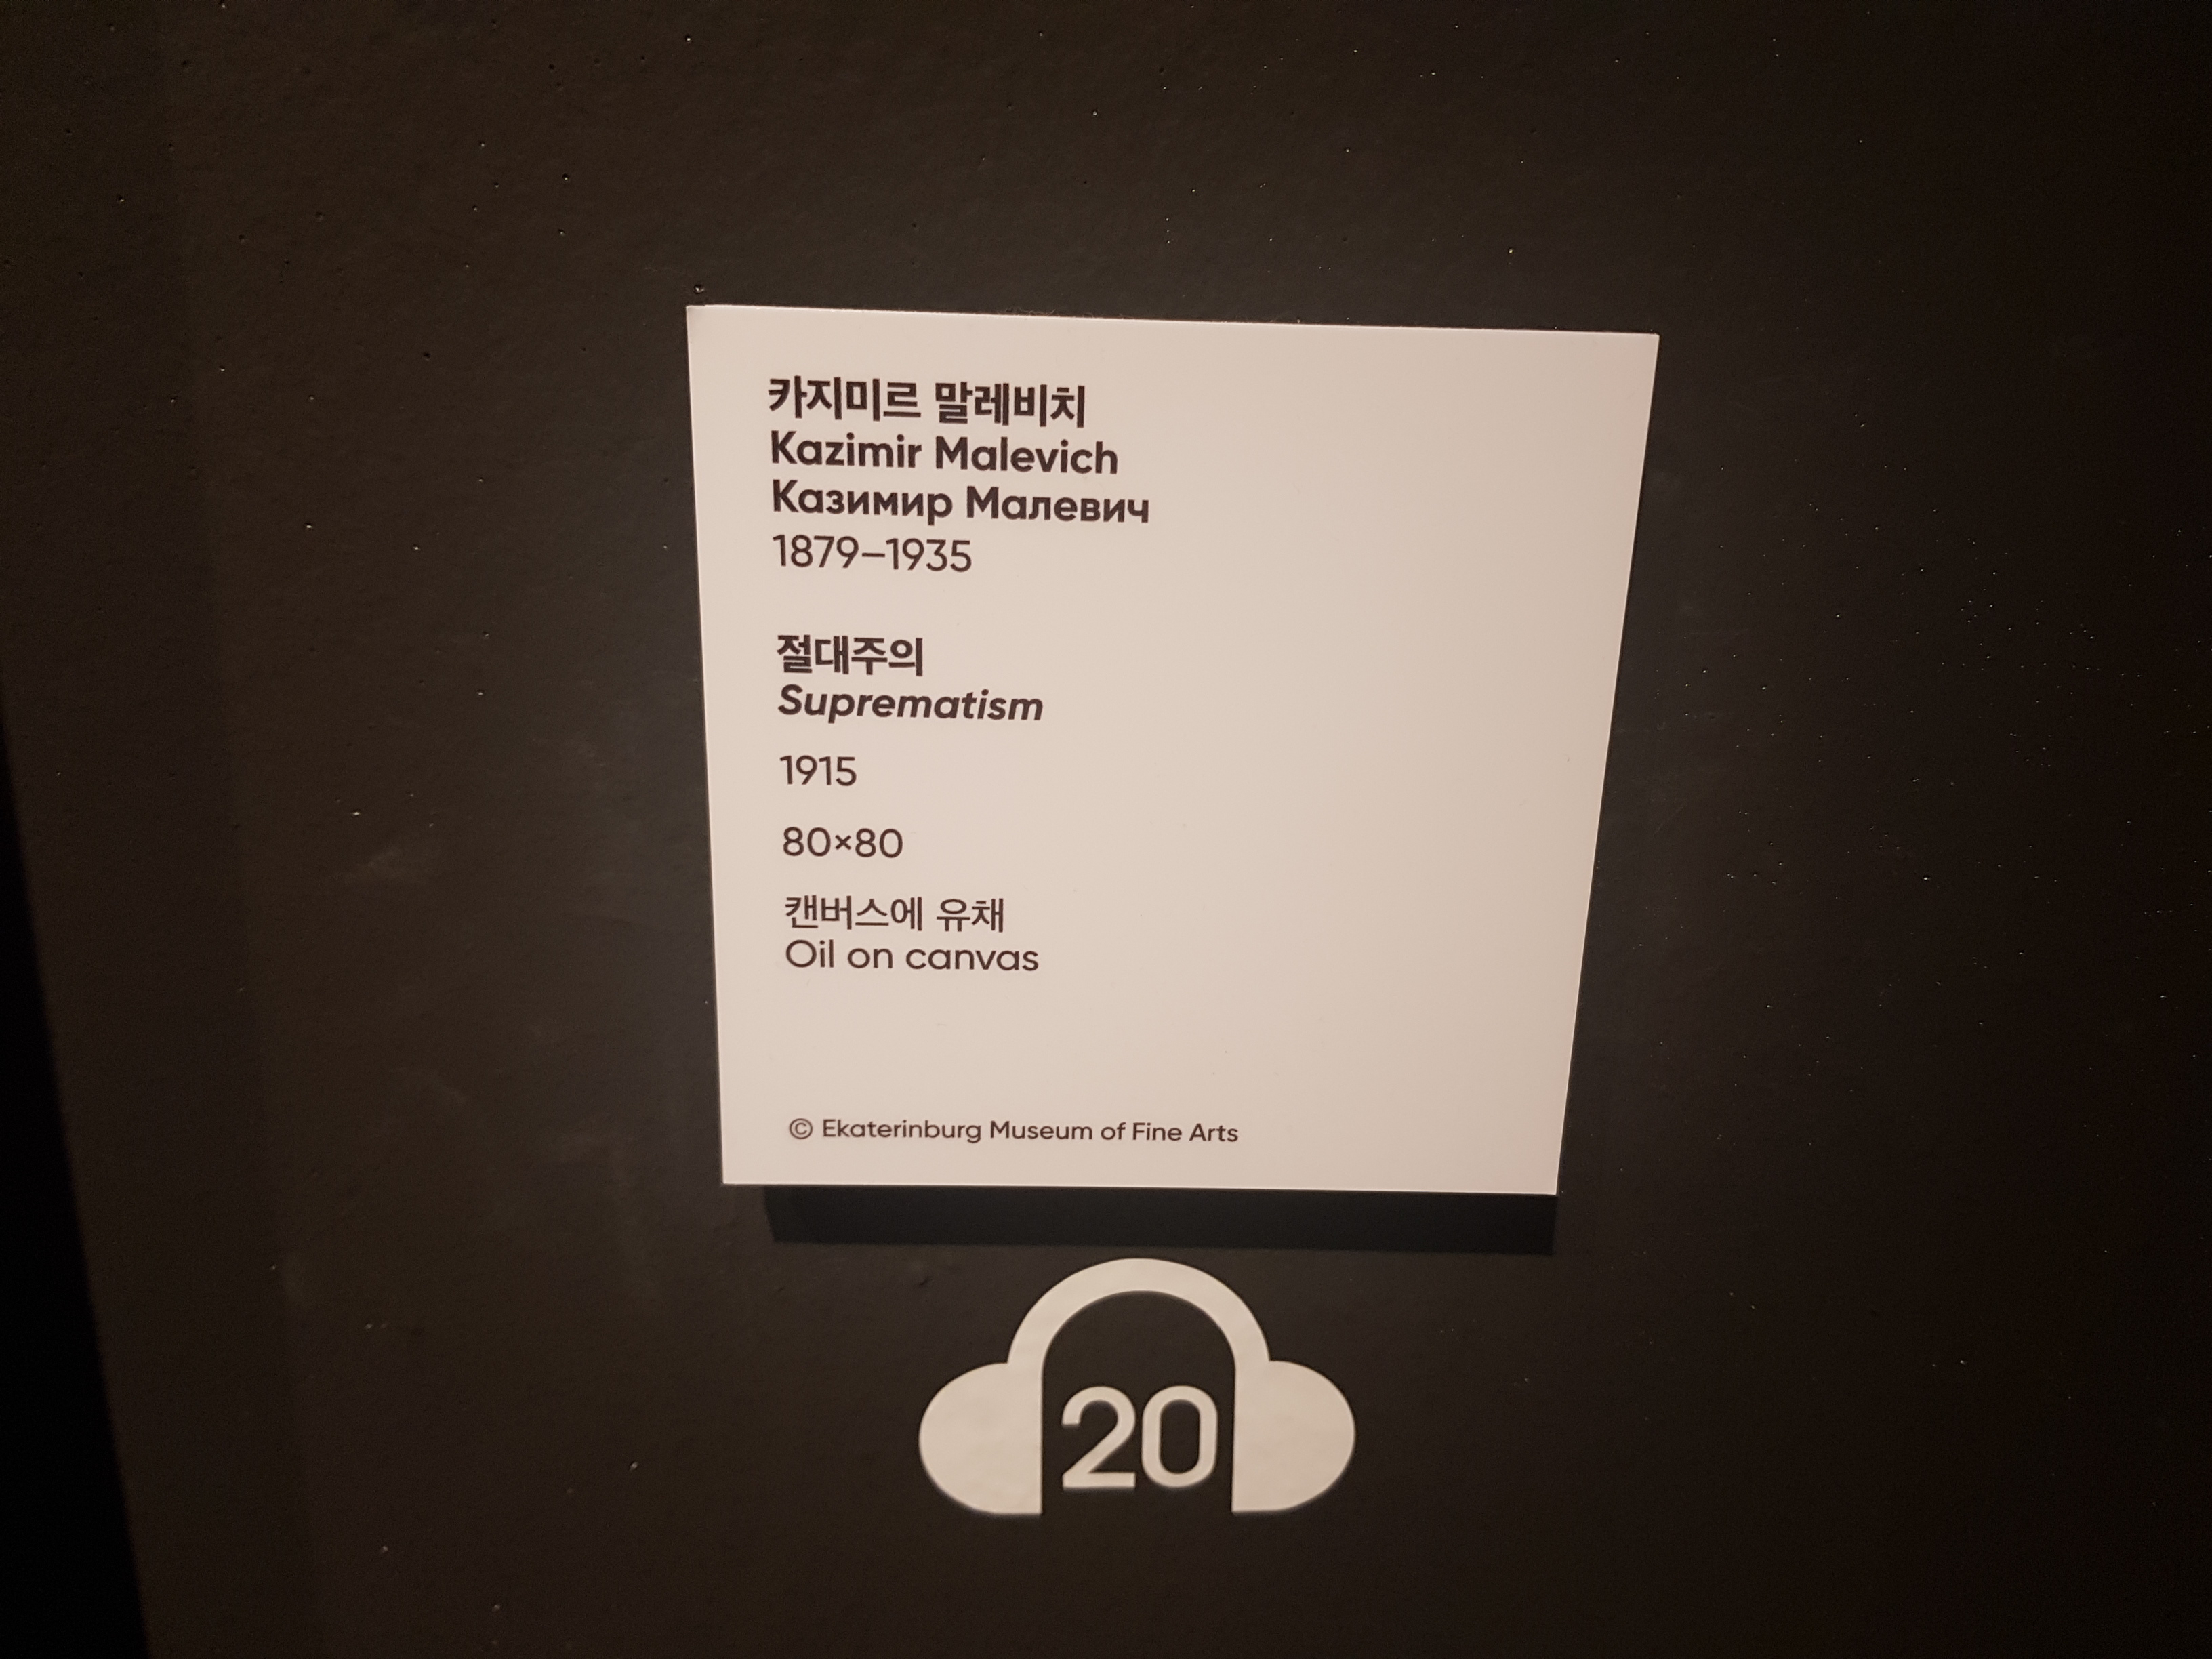 카지미르 말레비치
Kazimir Malevich
Казимир Малевич
1879–1935
절대주의
Suprematism
1915
80×80
캔버스에 유채
Oil on canvas
© Ekaterinburg Museum of Fine Arts
20